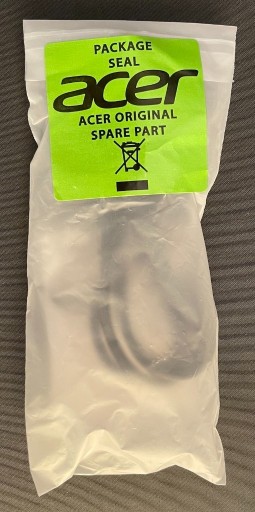 PACKAGE
SEAL
acer
ACER ORIGINAL
SPARE PART